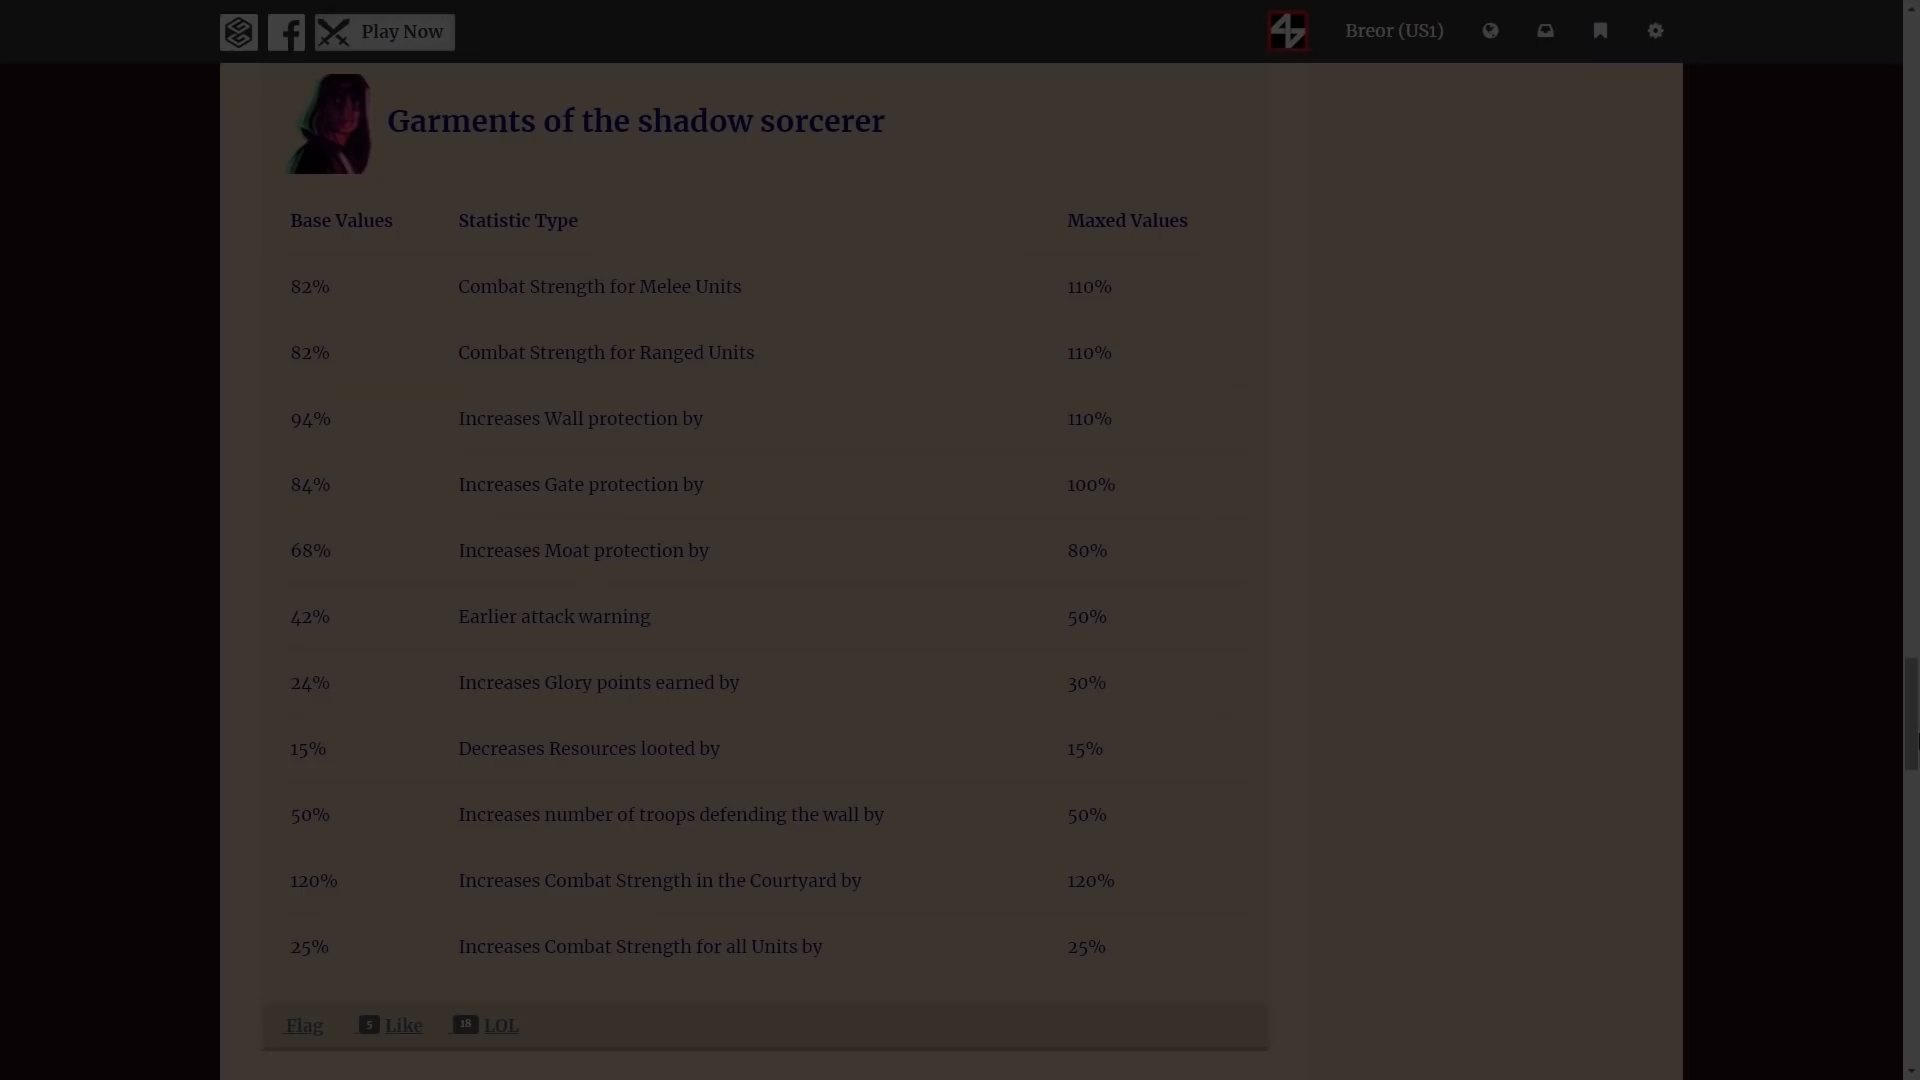 Play Now
Breor (US1)
Garments of the shadow sorcerer
Base Values Statistic Type Maxed Values
82% Combat Strength for Melee Units 110%
82% Combat Strength for Ranged Units 110%
94% Increases Wall protection by 110%
84% Increases Gate protection by 100%
68% Increases Moat protection by 80%
42% Earlier attack warning 50%
24% Increases Glory points earned by 30%
15% Decreases Resources looted by 15%
50% Increases number of troops defending the wall by 50%
120% Increases Combat Strength in the Courtyard by 120%
25% Increases Combat Strength for all Units by 25%
Flag 5 Like 18 LOL